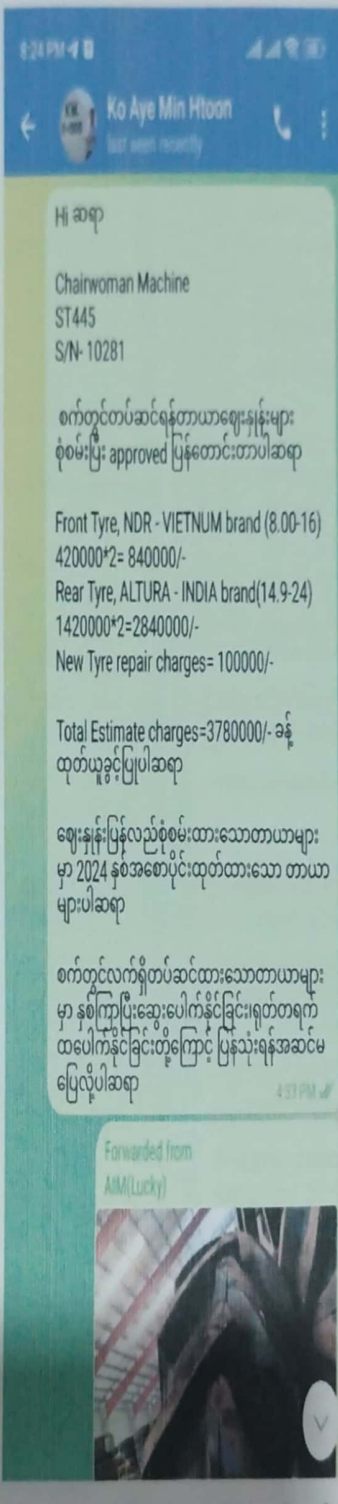 8:24 PM
Ko Aye Min Htoon
last seen recently
Hi ဆရာ
Chairwoman Machine
ST445
S/N- 10281
စက်တွင်တပ်ဆင်ရန်တာယာဈေးနှုန်းများ
စုံစမ်းပြီး approved ပြန်တောင်းတာပါဆရာ
Front Tyre, NDR - VIETNUM brand (8.00-16)
420000*2= 840000/-
Rear Tyre, ALTURA - INDIA brand(14.9-24)
1420000*2=2840000/-
New Tyre repair charges= 100000/-
Total Estimate charges=3780000/- ခန့်
ထုတ်ယူခွင့်ပြုပါဆရာ
ဈေးနှုန်းပြန်လည်စုံစမ်းထားသောတာယာများ
မှာ 2024 နှစ်အစောပိုင်းထုတ်ထားသော တာယာ
များပါဆရာ
စက်တွင်လက်ရှိတပ်ဆင်ထားသောတာယာများ
မှာ နှစ်ကြာပြီးဆွေးပေါက်နိုင်ခြင်း၊ရုတ်တရက်
ထပေါက်နိုင်ခြင်းတို့ကြောင့် ပြန်သုံးရန်အဆင်မ
ပြေလို့ပါဆရာ
4:37 PM
Forwarded from
AIM(Lucky)